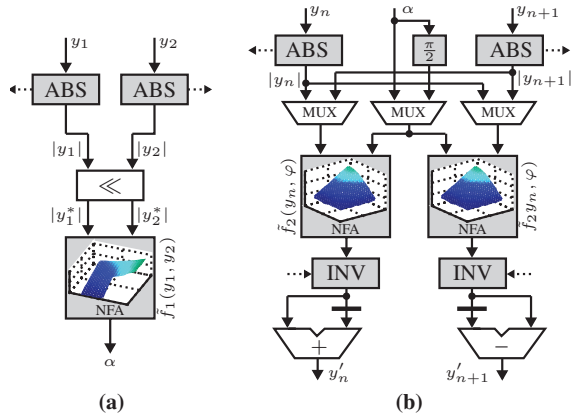 y₁ y₂
ABS ABS
|y₁| |y₂|
≪
|y₁*| |y₂*|
NFA
f̃₁(y₁, y₂)
α
(a)
yₙ α yₙ₊₁
ABS π/2 ABS
|yₙ| |yₙ₊₁|
MUX MUX MUX
f̃₂(yₙ, φ)
NFA
NFA
f̃₂yₙ, φ)
INV INV
+ −
y′ₙ y′ₙ₊₁
(b)